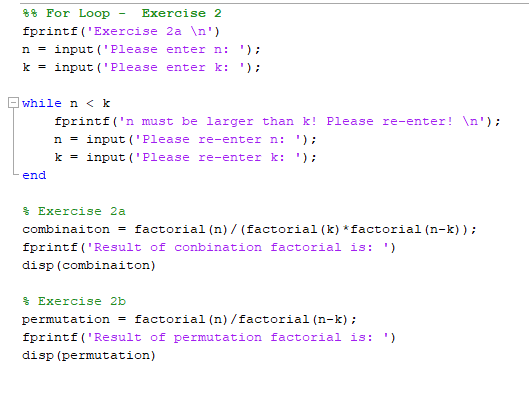 %% For Loop - Exercise 2
fprintf('Exercise 2a \n')
n = input('Please enter n: ');
k = input('Please enter k: ');
while n < k
fprintf('n must be larger than k! Please re-enter! \n');
n = input('Please re-enter n: ');
k = input('Please re-enter k: ');
end
% Exercise 2a
combinaiton = factorial(n)/(factorial(k)*factorial(n-k));
fprintf('Result of conbination factorial is: ')
disp(combinaiton)
% Exercise 2b
permutation = factorial(n)/factorial(n-k);
fprintf('Result of permutation factorial is: ')
disp(permutation)